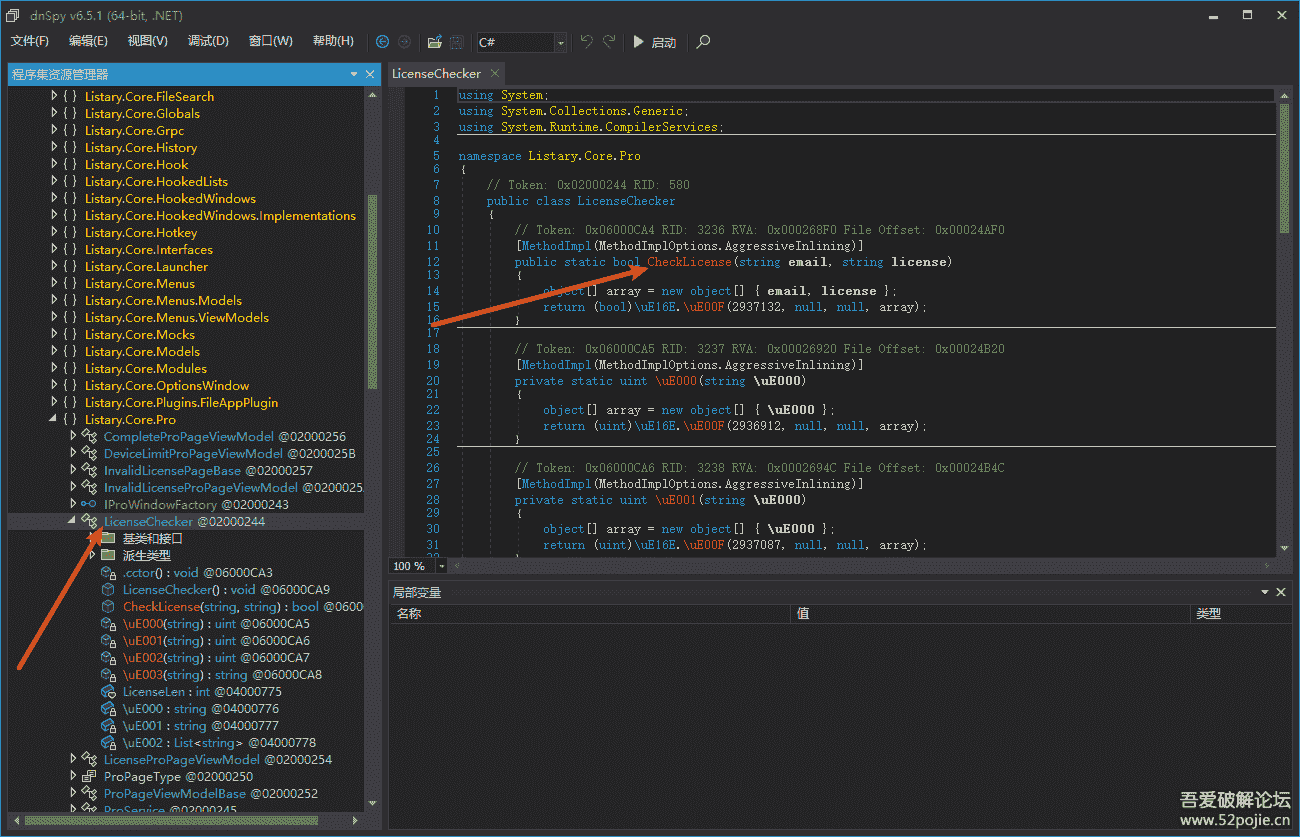 dnSpy v6.5.1 (64-bit, .NET)
文件(F) 编辑(E) 视图(V) 调试(D) 窗口(W) 帮助(H) C# 启动
程序集资源管理器
{ } Listary.Core.FileSearch
{ } Listary.Core.Globals
{ } Listary.Core.Grpc
{ } Listary.Core.History
{ } Listary.Core.Hook
{ } Listary.Core.HookedLists
{ } Listary.Core.HookedWindows
{ } Listary.Core.HookedWindows.Implementations
{ } Listary.Core.Hotkey
{ } Listary.Core.Interfaces
{ } Listary.Core.Launcher
{ } Listary.Core.Menus
{ } Listary.Core.Menus.Models
{ } Listary.Core.Menus.ViewModels
{ } Listary.Core.Mocks
{ } Listary.Core.Models
{ } Listary.Core.Modules
{ } Listary.Core.OptionsWindow
{ } Listary.Core.Plugins.FileAppPlugin
{ } Listary.Core.Pro
CompleteProPageViewModel @02000256
DeviceLimitProPageViewModel @0200025B
InvalidLicensePageBase @02000257
InvalidLicenseProPageViewModel @0200025
IProWindowFactory @02000243
LicenseChecker @02000244
基类和接口
派生类型
.cctor() : void @06000CA3
LicenseChecker() : void @06000CA9
CheckLicense(string, string) : bool @0600
\uE000(string) : uint @06000CA5
\uE001(string) : uint @06000CA6
\uE002(string) : uint @06000CA7
\uE003(string) : string @06000CA8
LicenseLen : int @04000775
\uE000 : string @04000776
\uE001 : string @04000777
\uE002 : List<string> @04000778
LicenseProPageViewModel @02000254
ProPageType @02000250
ProPageViewModelBase @02000252
ProService @02000245
LicenseChecker
1 using System;
2 using System.Collections.Generic;
3 using System.Runtime.CompilerServices;
4
5 namespace Listary.Core.Pro
6 {
7 // Token: 0x02000244 RID: 580
8 public class LicenseChecker
9 {
10 // Token: 0x06000CA4 RID: 3236 RVA: 0x000268F0 File Offset: 0x00024AF0
11 [MethodImpl(MethodImplOptions.AggressiveInlining)]
12 public static bool CheckLicense(string email, string license)
13 {
14 object[] array = new object[] { email, license };
15 return (bool)\uE16E.\uE00F(2937132, null, null, array);
16 }
17
18 // Token: 0x06000CA5 RID: 3237 RVA: 0x00026920 File Offset: 0x00024B20
19 [MethodImpl(MethodImplOptions.AggressiveInlining)]
20 private static uint \uE000(string \uE000)
21 {
22 object[] array = new object[] { \uE000 };
23 return (uint)\uE16E.\uE00F(2936912, null, null, array);
24 }
25
26 // Token: 0x06000CA6 RID: 3238 RVA: 0x0002694C File Offset: 0x00024B4C
27 [MethodImpl(MethodImplOptions.AggressiveInlining)]
28 private static uint \uE001(string \uE000)
29 {
30 object[] array = new object[] { \uE000 };
31 return (uint)\uE16E.\uE00F(2937087, null, null, array);
32 }
100 %
局部变量
名称 值 类型
吾爱破解论坛
www.52pojie.cn